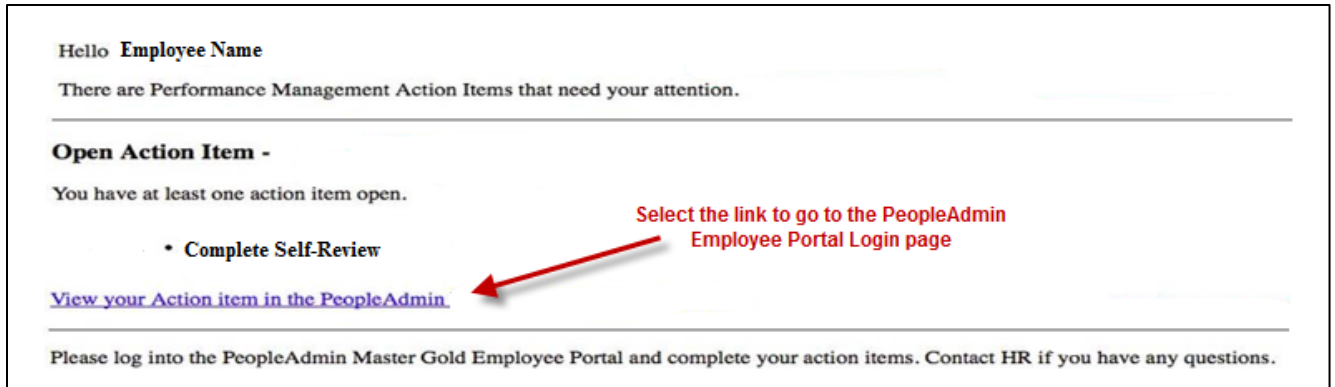 Hello Employee Name
There are Performance Management Action Items that need your attention.
Open Action Item -
You have at least one action item open.
Select the link to go to the PeopleAdmin
Employee Portal Login page
• Complete Self-Review
View your Action item in the PeopleAdmin
Please log into the PeopleAdmin Master Gold Employee Portal and complete your action items. Contact HR if you have any questions.